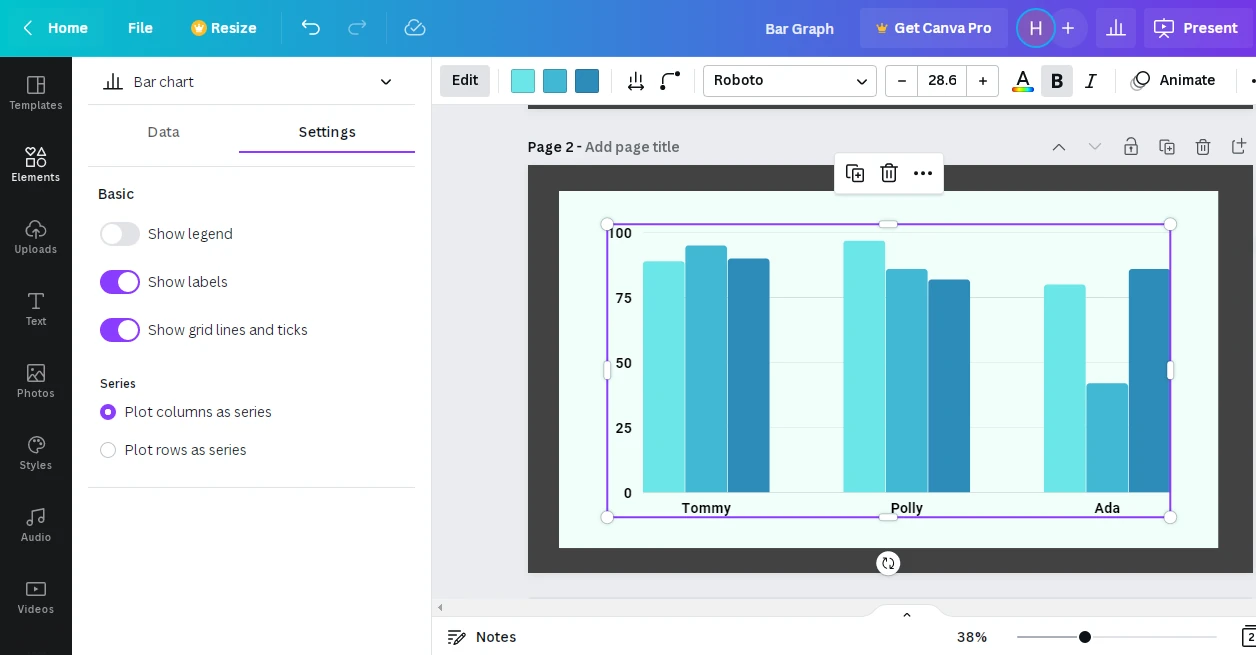 Home File Resize Bar Graph Get Canva Pro H + Present
Bar chart
Edit Roboto – 28.6 + A B I Animate
Templates
Data Settings
Page 2 - Add page title
Elements
Basic
Show legend
Uploads
Show labels
Text
Show grid lines and ticks
Photos
Series
Plot columns as series
Plot rows as series
Styles
Audio
Videos
100
75
50
25
0
Tommy Polly Ada
Notes 38% 2